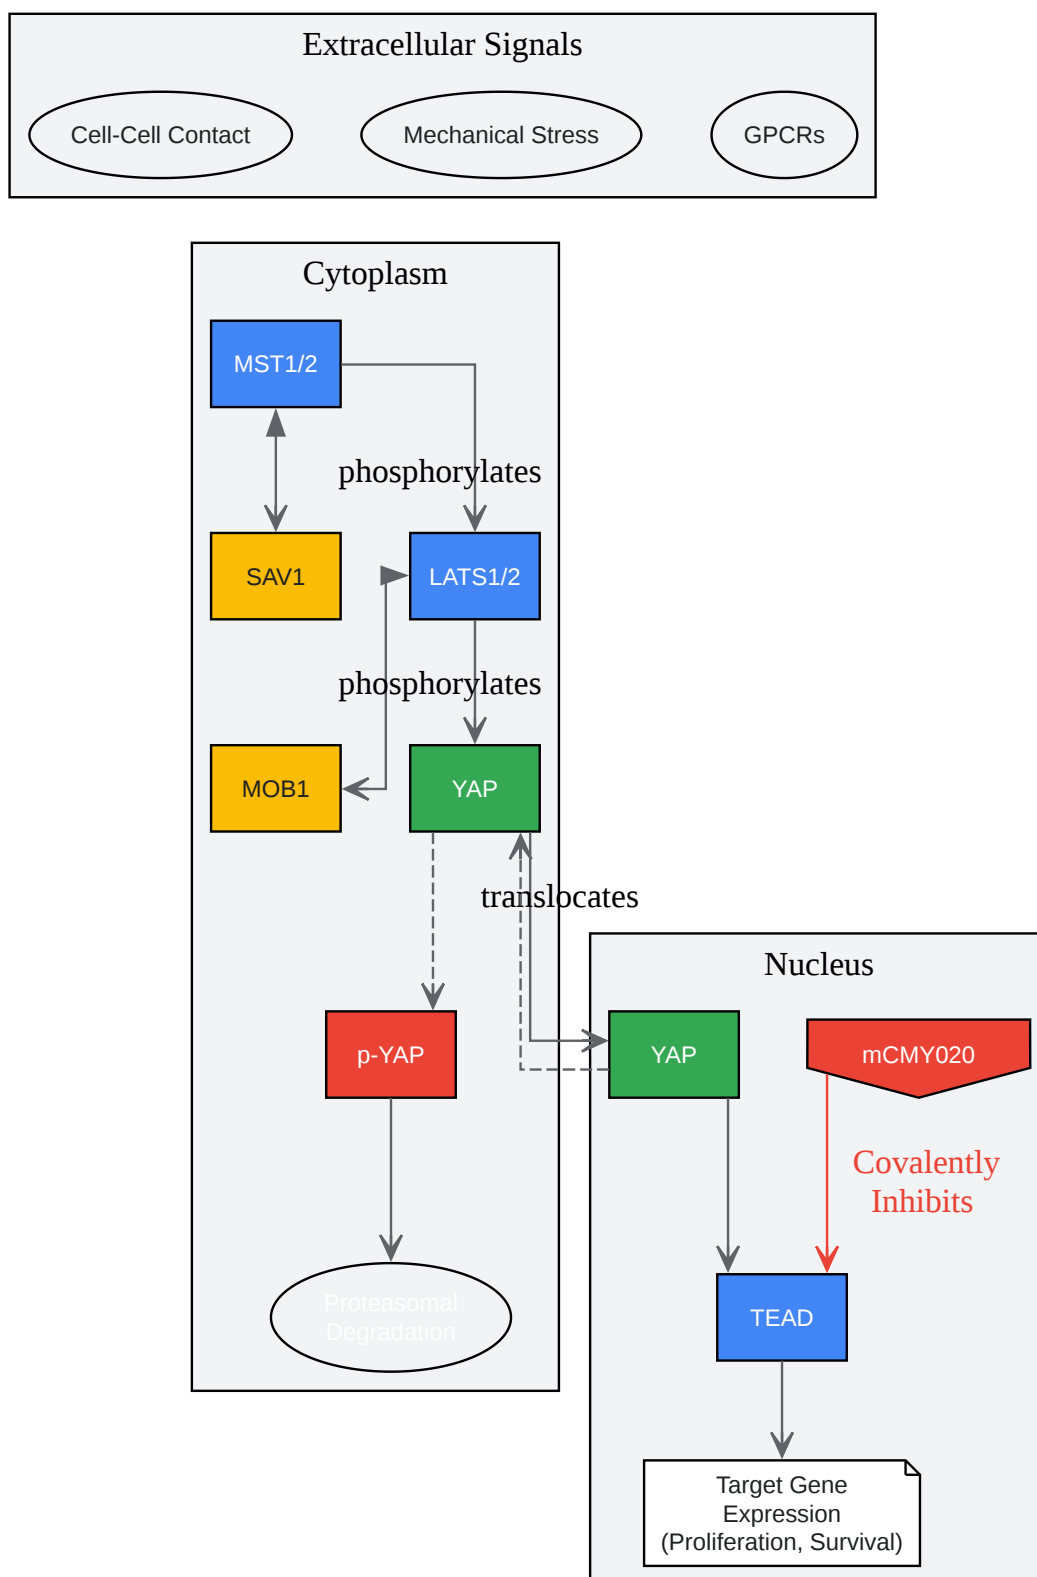 Extracellular Signals
Cell-Cell Contact
Mechanical Stress
GPCRs
Cytoplasm
MST1/2
phosphorylates
SAV1
LATS1/2
phosphorylates
MOB1
YAP
translocates
Nucleus
p-YAP
YAP
mCMY020
Covalently
Inhibits
Proteasomal
Degradation
TEAD
Target Gene
Expression
(Proliferation, Survival)